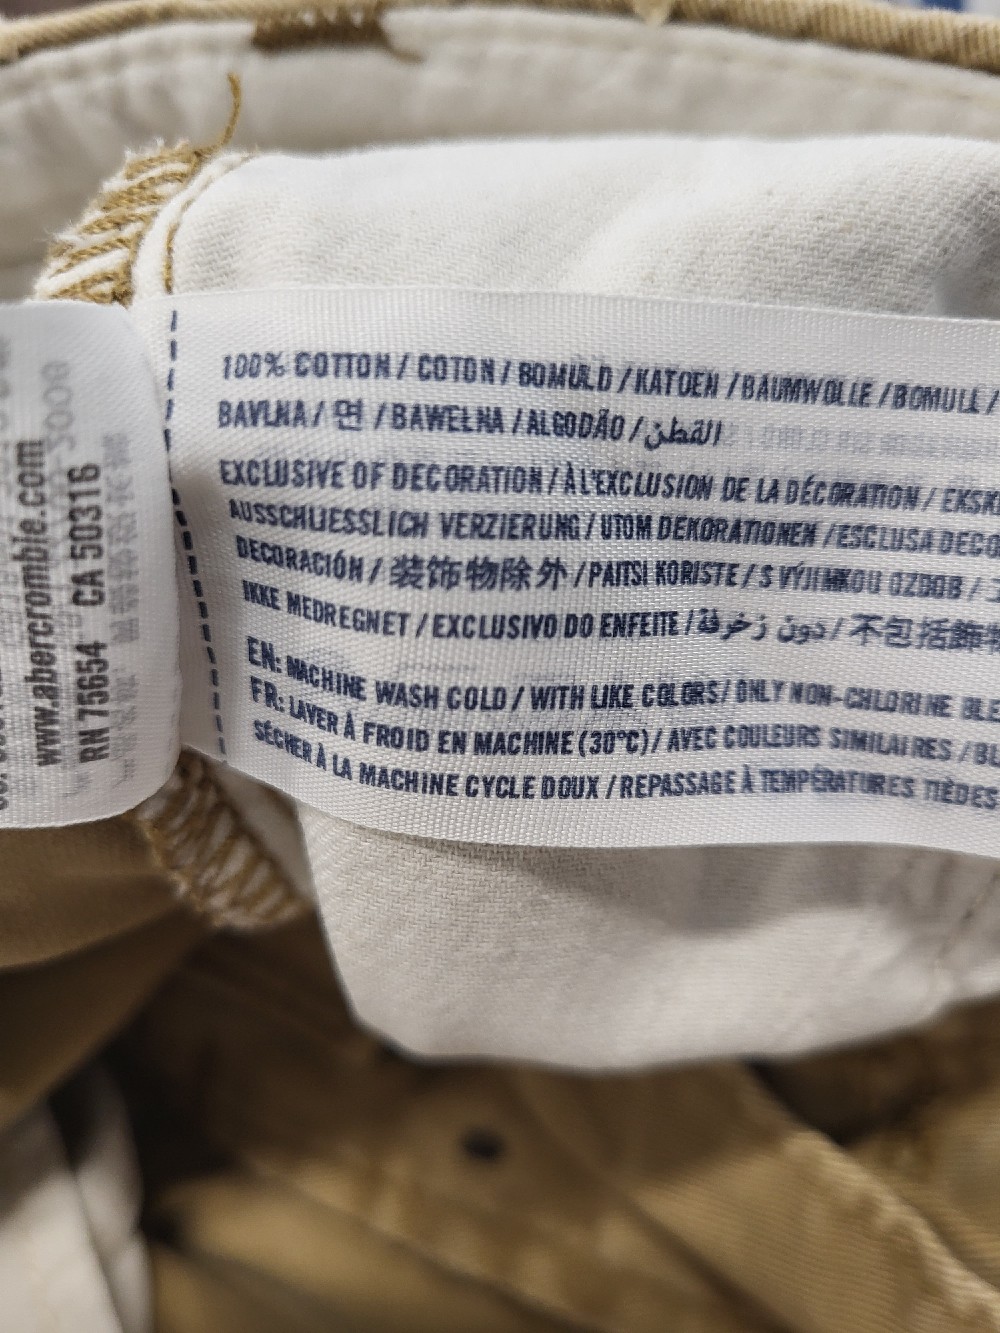 www.abercrombie.com
RN 75654 CA 50316
100% COTTON / COTON / BOMULD / KATOEN / BAUMWOLLE / BOMULL /
BAVLNA / 면 / BAWEŁNA / ALGODÃO / القطن
EXCLUSIVE OF DECORATION / À L'EXCLUSION DE LA DÉCORATION /
AUSSCHLIESSLICH VERZIERUNG / UTOM DEKORATIONEN / ESCLUSA
DECORACIÓN / 装饰物除外 / PAITSI KORISTE / S VÝJIMKOU OZDOB /
IKKE MEDREGNET / EXCLUSIVO DO ENFEITE / دون زخرفة / 不包括飾物
EN: MACHINE WASH COLD / WITH LIKE COLORS / ONLY NON-CHLORINE
FR: LAVER À FROID EN MACHINE (30°C) / AVEC COULEURS SIMILAIRES /
SÉCHER À LA MACHINE CYCLE DOUX / REPASSAGE À TEMPÉRATURES TIÈDES